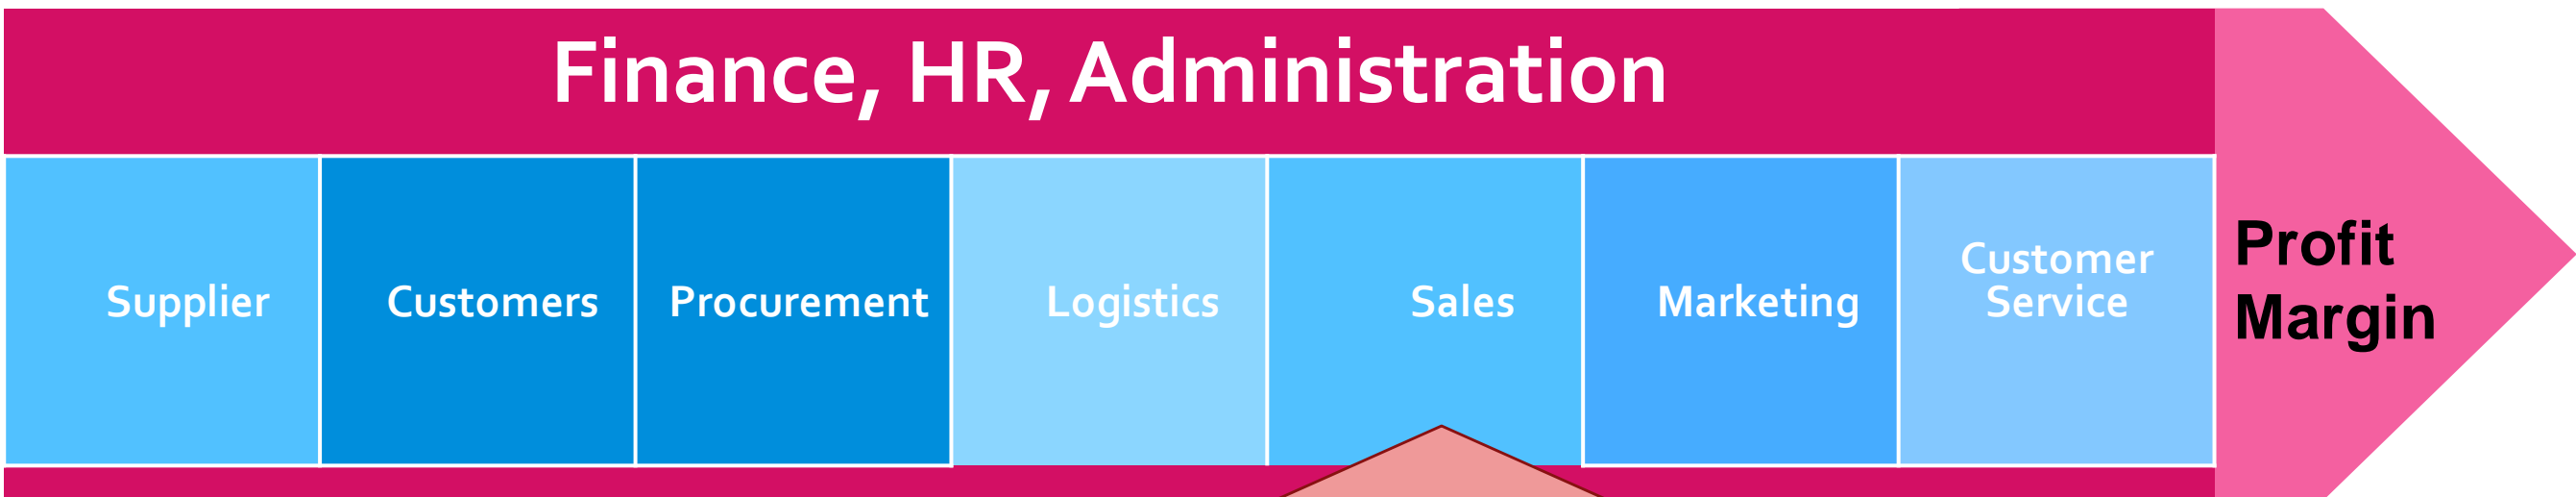 Finance, HR, Administration
Supplier
Customers
Procurement
Logistics
Sales
Marketing
Customer
Service
Profit
Margin